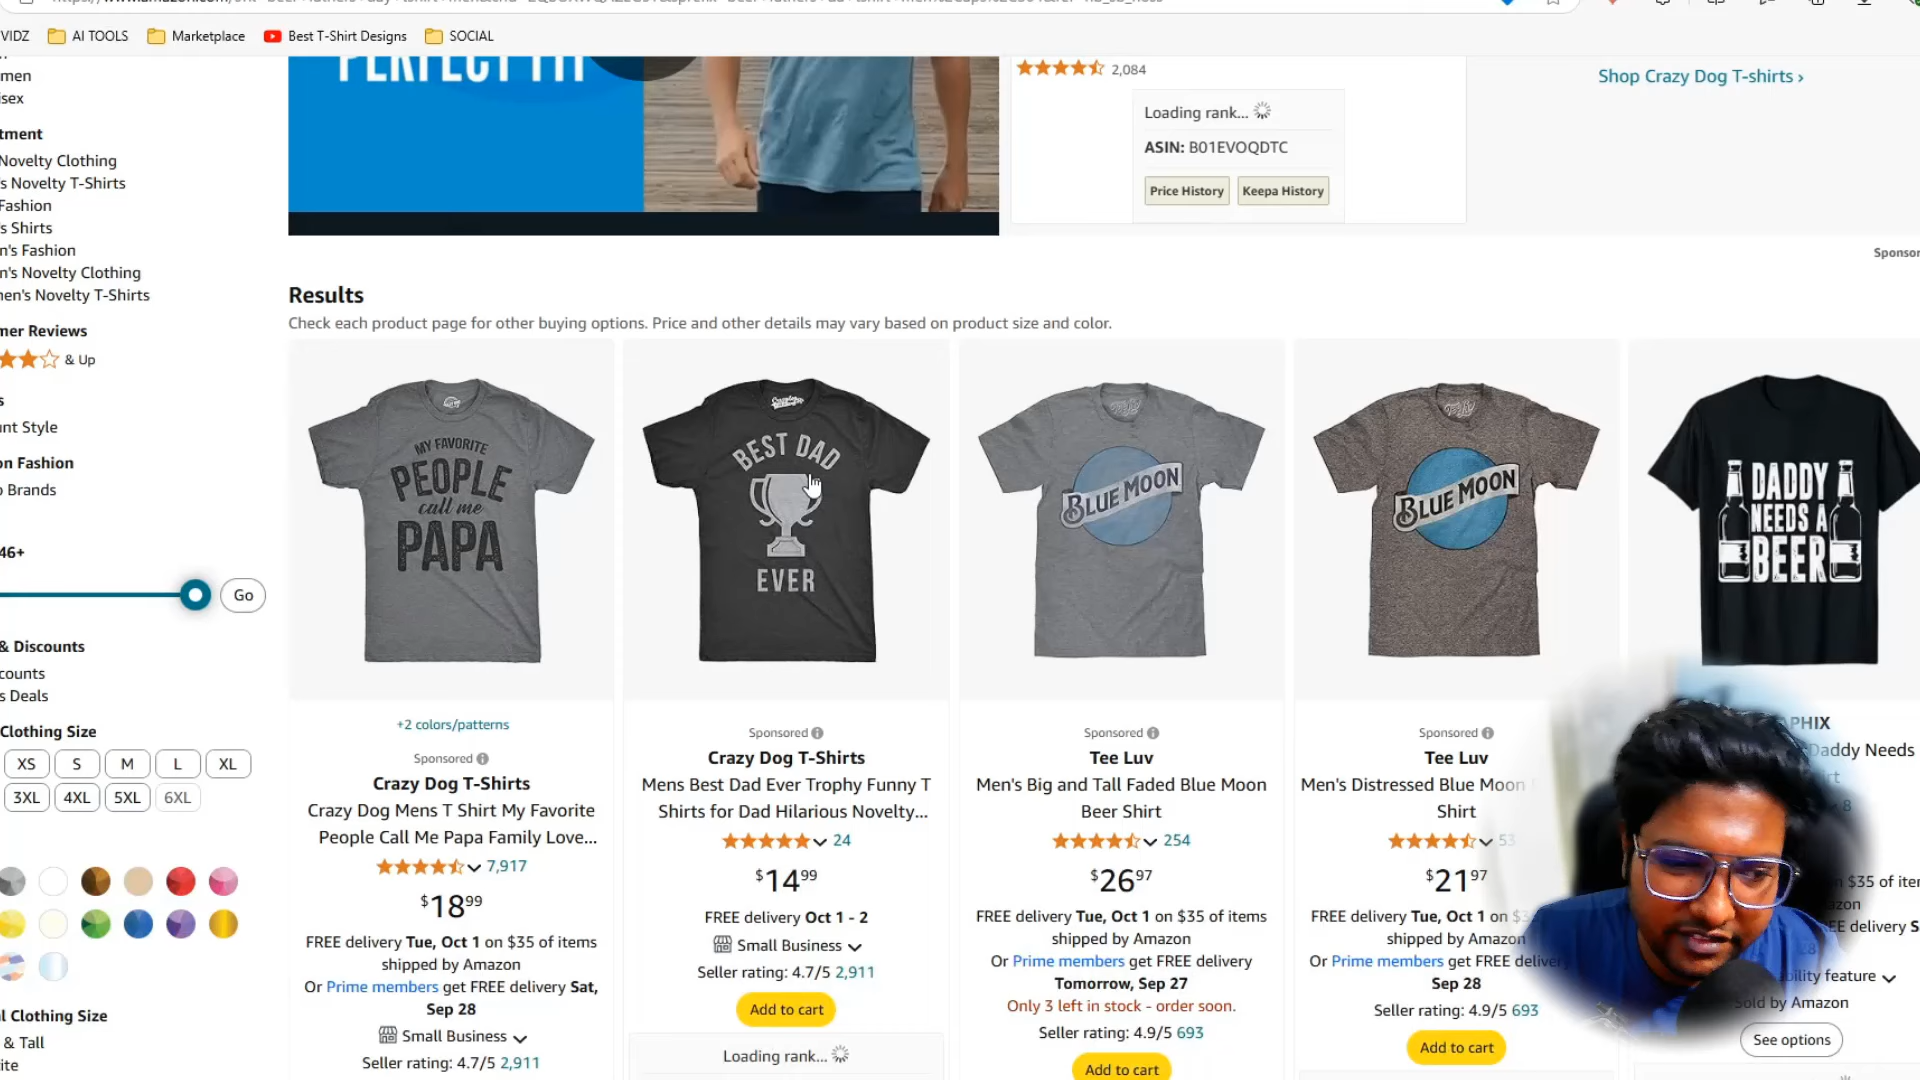 VIDZ
AI TOOLS
Marketplace
Best T-Shirt Designs
SOCIAL
PERFECT FIT
2,084
Loading rank...
ASIN: B01EVOQDTC
Price History
Keepa History
Shop Crazy Dog T-shirts ›
men
isex
tment
Novelty Clothing
s Novelty T-Shirts
Fashion
's Shirts
n's Fashion
n's Novelty Clothing
nen's Novelty T-Shirts
mer Reviews
& Up
s
unt Style
on Fashion
o Brands
46+
Go
& Discounts
counts
s Deals
Clothing Size
XS S M L XL
3XL 4XL 5XL 6XL
l Clothing Size
& Tall
ite
Sponsor
Results
Check each product page for other buying options. Price and other details may vary based on product size and color.
MY FAVORITE
PEOPLE
call me
PAPA
+2 colors/patterns
Sponsored
Crazy Dog T-Shirts
Crazy Dog Mens T Shirt My Favorite
People Call Me Papa Family Love...
7,917
$18.99
FREE delivery Tue, Oct 1 on $35 of items
shipped by Amazon
Or Prime members get FREE delivery Sat,
Sep 28
Small Business
Seller rating: 4.7/5 2,911
BEST DAD
EVER
Sponsored
Crazy Dog T-Shirts
Mens Best Dad Ever Trophy Funny T
Shirts for Dad Hilarious Novelty...
24
$14.99
FREE delivery Oct 1 - 2
Small Business
Seller rating: 4.7/5 2,911
Add to cart
Loading rank...
BLUE MOON
Sponsored
Tee Luv
Men's Big and Tall Faded Blue Moon
Beer Shirt
254
$26.97
FREE delivery Tue, Oct 1 on $35 of items
shipped by Amazon
Or Prime members get FREE delivery
Tomorrow, Sep 27
Only 3 left in stock - order soon.
Seller rating: 4.9/5 693
Add to cart
BLUE MOON
Sponsored
Tee Luv
Men's Distressed Blue Moon
Shirt
53
$21.97
FREE delivery Tue, Oct 1 on $3
shipped by Amazon
Or Prime members get FREE delive
Sep 28
Seller rating: 4.9/5 693
Add to cart
DADDY
NEEDS A
BEER
APHIX
Daddy Needs
rt
8
n $35 of iten
azon
EE delivery S
28
ability feature
Sold by Amazon
See options